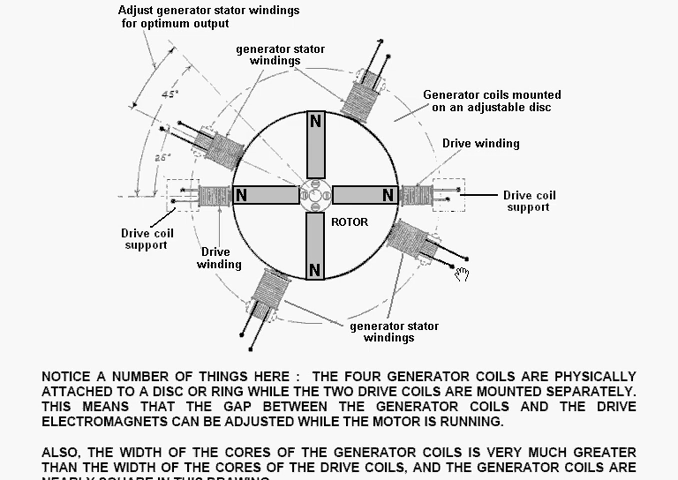 Adjust generator stator windings
for optimum output
generator stator
windings
45°
Generator coils mounted
on an adjustable disc
Drive winding
N
N
N
N
ROTOR
Drive coil
support
Drive coil
support
Drive
winding
generator stator
windings
NOTICE A NUMBER OF THINGS HERE : THE FOUR GENERATOR COILS ARE PHYSICALLY
ATTACHED TO A DISC OR RING WHILE THE TWO DRIVE COILS ARE MOUNTED SEPARATELY.
THIS MEANS THAT THE GAP BETWEEN THE GENERATOR COILS AND THE DRIVE
ELECTROMAGNETS CAN BE ADJUSTED WHILE THE MOTOR IS RUNNING.
ALSO, THE WIDTH OF THE CORES OF THE GENERATOR COILS IS VERY MUCH GREATER
THAN THE WIDTH OF THE CORES OF THE DRIVE COILS, AND THE GENERATOR COILS ARE
NEARLY SQUARE IN THIS DRAWING